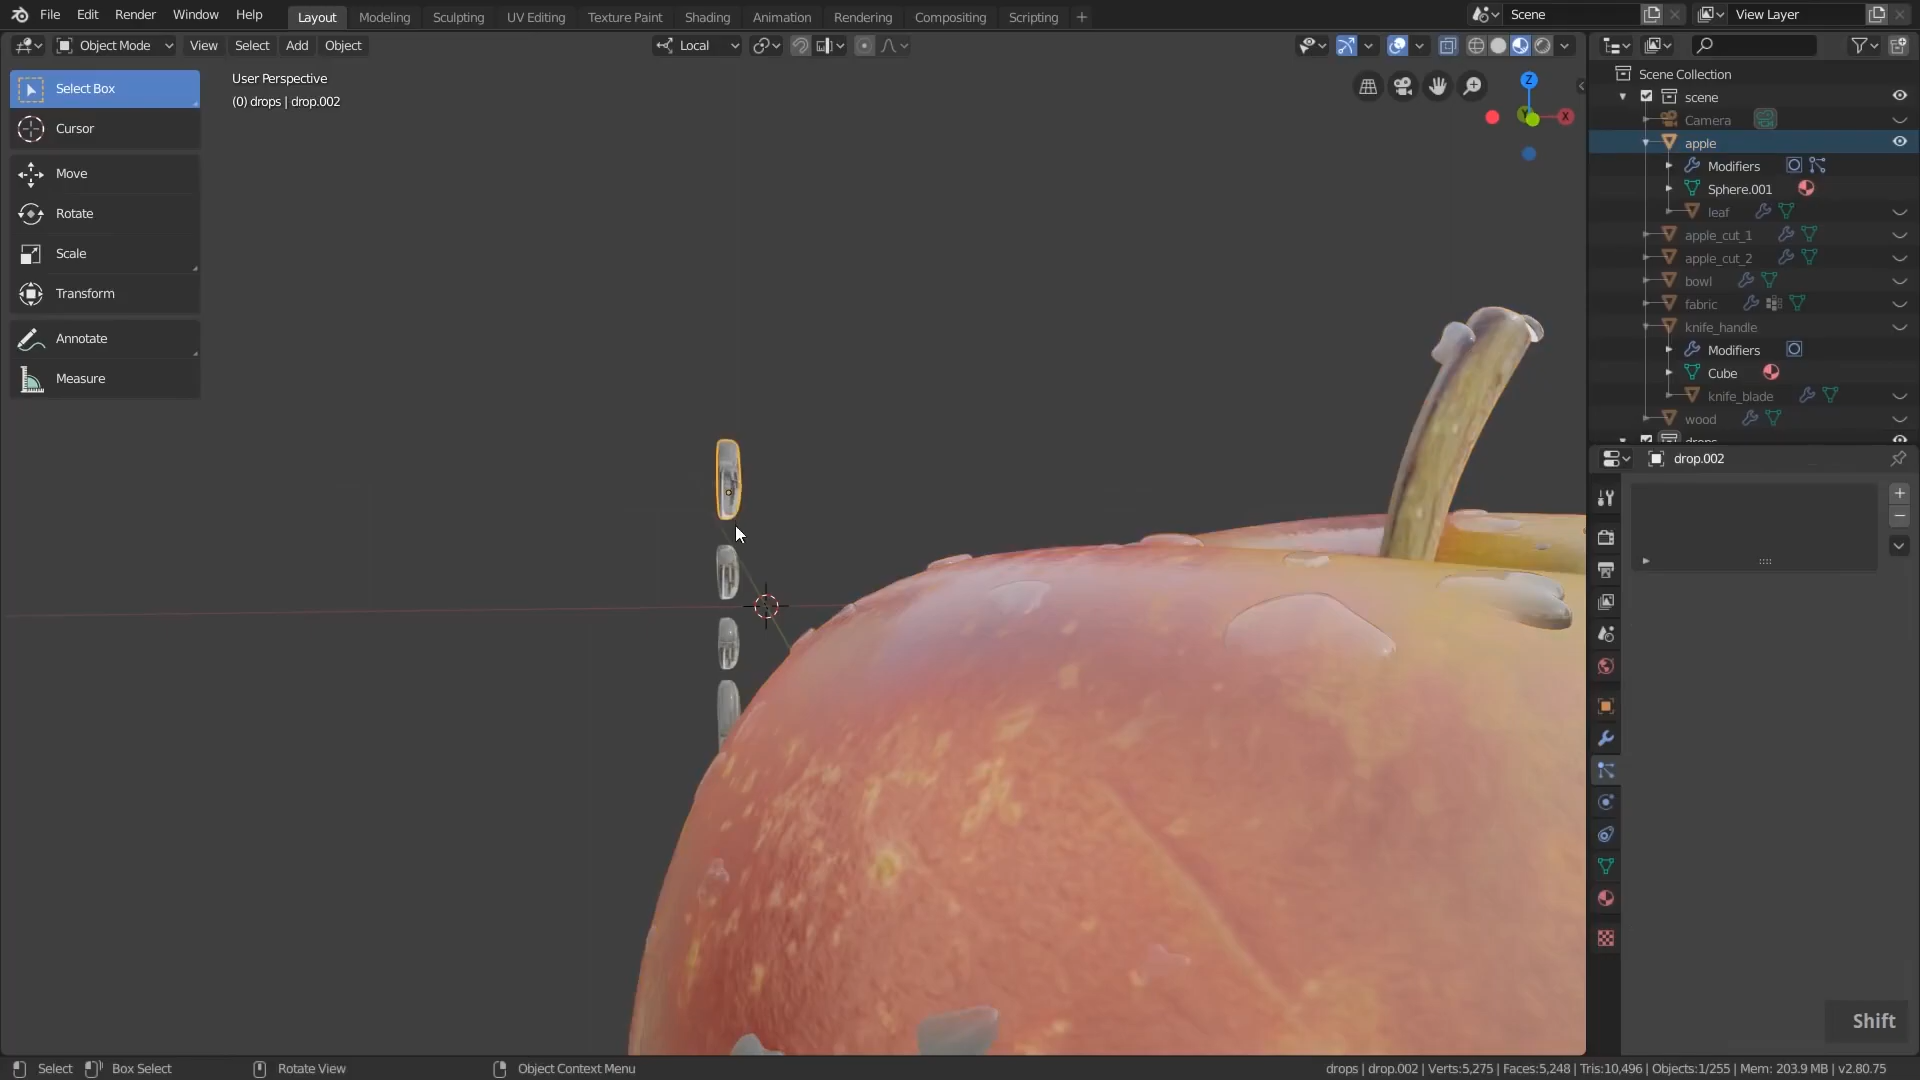 File Edit Render Window Help Layout Modeling Sculpting UV Editing Texture Paint Shading Animation Rendering Compositing Scripting + Scene View Layer
Object Mode View Select Add Object Local
Select Box
Cursor
Move
Rotate
Scale
Transform
Annotate
Measure
User Perspective
(0) drops | drop.002
Z
Y
X
Scene Collection
scene
Camera
apple
Modifiers
Sphere.001
leaf
apple_cut_1
apple_cut_2
bowl
fabric
knife_handle
Modifiers
Cube
knife_blade
wood
drops
drop.002
Shift
Select Box Select Rotate View Object Context Menu drops | drop.002 | Verts:5,275 | Faces:5,248 | Tris:10,496 | Objects:1/255 | Mem: 203.9 MB | v2.80.75